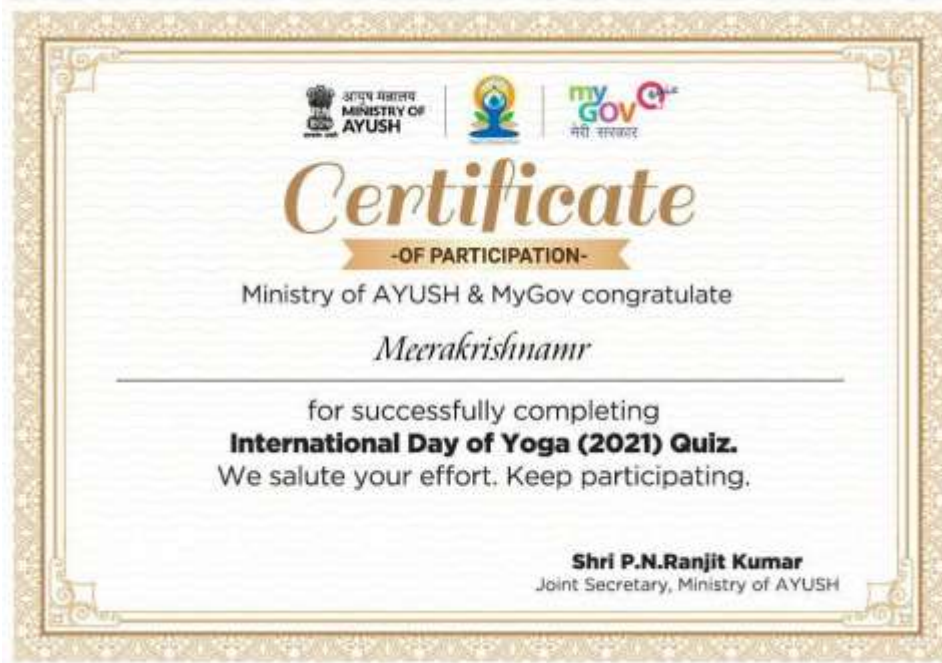 आयुष मंत्रालय
MINISTRY OF
AYUSH
my
GOV
मेरी सरकार
Certificate
-OF PARTICIPATION-
Ministry of AYUSH & MyGov congratulate
Meerakrishnamr
for successfully completing
International Day of Yoga (2021) Quiz.
We salute your effort. Keep participating.
Shri P.N.Ranjit Kumar
Joint Secretary, Ministry of AYUSH